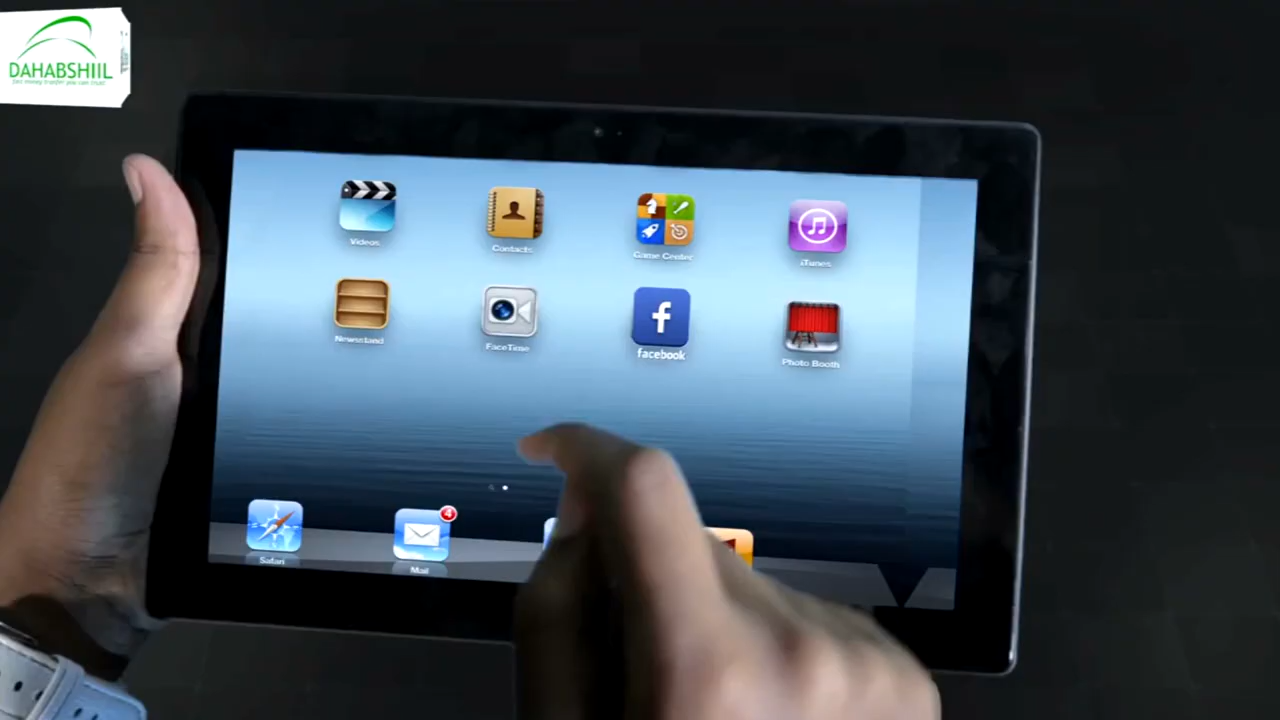 DAHABSHIIL
Videos
Contacts
Game Center
iTunes
Newsstand
FaceTime
facebook
Photo Booth
4
Safari
Mail